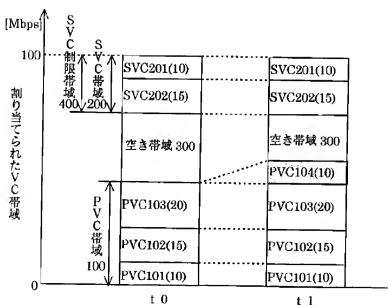 [Mbps]
100
0
割り当てられたVC帯域
SVC制限帯域
400
SVC帯域
200
PVC帯域
100
SVC201(10)
SVC202(15)
空き帯域 300
PVC103(20)
PVC102(15)
PVC101(10)
t 0
SVC201(10)
SVC202(15)
空き帯域 300
PVC104(10)
PVC103(20)
PVC102(15)
PVC101(10)
t 1